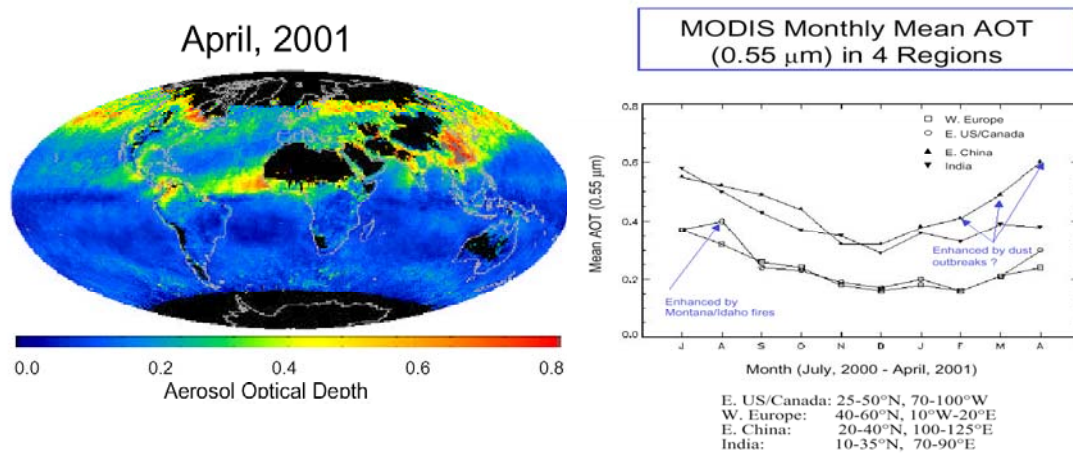 April, 2001
0.0 0.2 0.4 0.6 0.8
Aerosol Optical Depth
MODIS Monthly Mean AOT
(0.55 µm) in 4 Regions
0.8
0.6
0.4
0.2
0.0
Mean AOT (0.55 µm)
W. Europe
E. US/Canada
E. China
India
Enhanced by dust
outbreaks ?
Enhanced by
Montana/Idaho fires
J A S O N D J F M A
Month (July, 2000 - April, 2001)
E. US/Canada: 25-50°N, 70-100°W
W. Europe: 40-60°N, 10°W-20°E
E. China: 20-40°N, 100-125°E
India: 10-35°N, 70-90°E